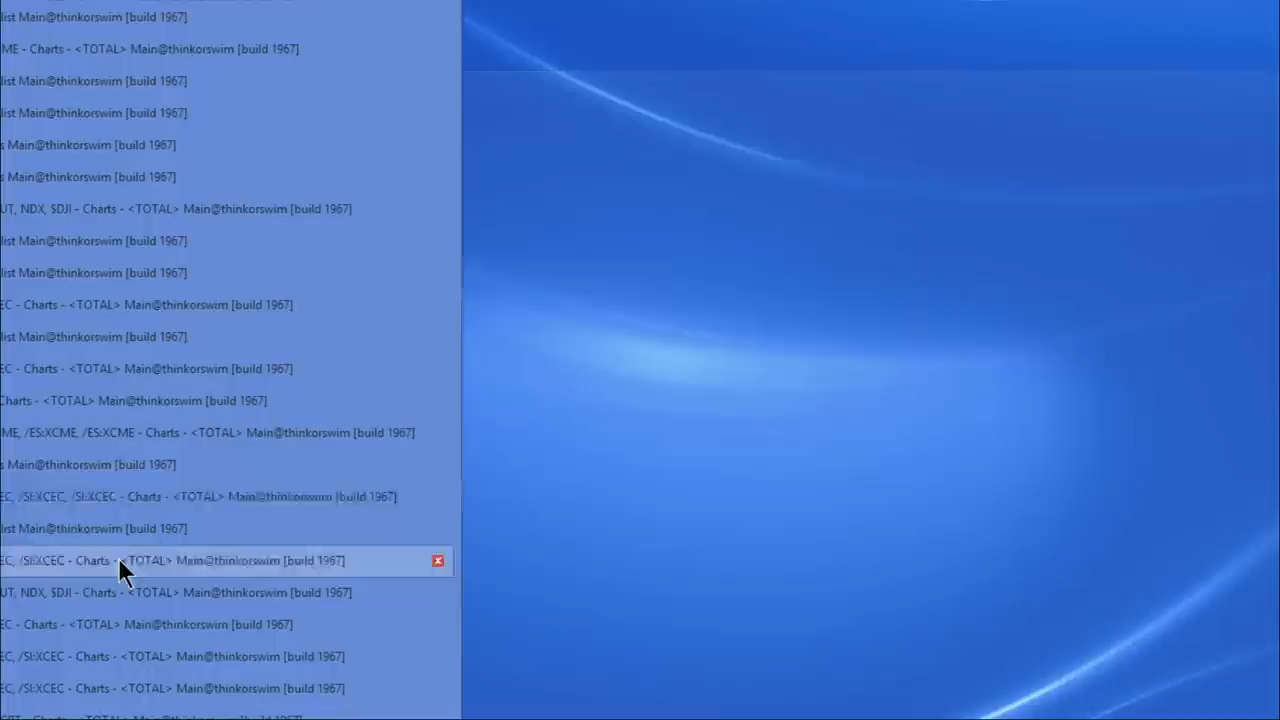 list Main@thinkorswim [build 1967]
ME - Charts - <TOTAL> Main@thinkorswim [build 1967]
list Main@thinkorswim [build 1967]
list Main@thinkorswim [build 1967]
s Main@thinkorswim [build 1967]
s Main@thinkorswim [build 1967]
UT, NDX, $DJI - Charts - <TOTAL> Main@thinkorswim [build 1967]
list Main@thinkorswim [build 1967]
list Main@thinkorswim [build 1967]
EC - Charts - <TOTAL> Main@thinkorswim [build 1967]
list Main@thinkorswim [build 1967]
EC - Charts - <TOTAL> Main@thinkorswim [build 1967]
Charts - <TOTAL> Main@thinkorswim [build 1967]
ME, /ES:XCME, /ES:XCME - Charts - <TOTAL> Main@thinkorswim [build 1967]
s Main@thinkorswim [build 1967]
EC, /SI:XCEC, /SI:XCEC - Charts - <TOTAL> Main@thinkorswim [build 1967]
list Main@thinkorswim [build 1967]
EC, /SI:XCEC - Charts - <TOTAL> Main@thinkorswim [build 1967]
UT, NDX, $DJI - Charts - <TOTAL> Main@thinkorswim [build 1967]
EC - Charts - <TOTAL> Main@thinkorswim [build 1967]
EC, /SI:XCEC - Charts - <TOTAL> Main@thinkorswim [build 1967]
EC, /SI:XCEC - Charts - <TOTAL> Main@thinkorswim [build 1967]
Charts - <TOTAL> Main@thinkorswim [build 1967]